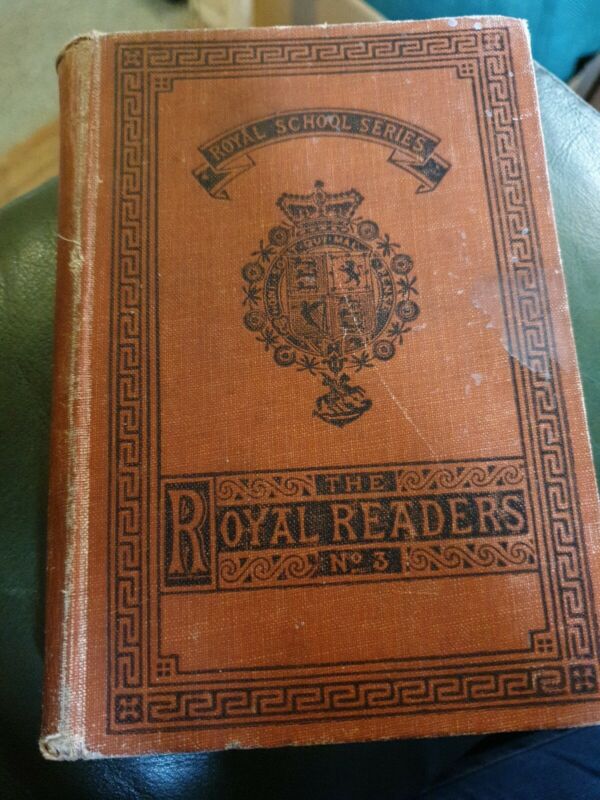 ROYAL SCHOOL SERIES
THE
ROYAL READERS
Nº 3